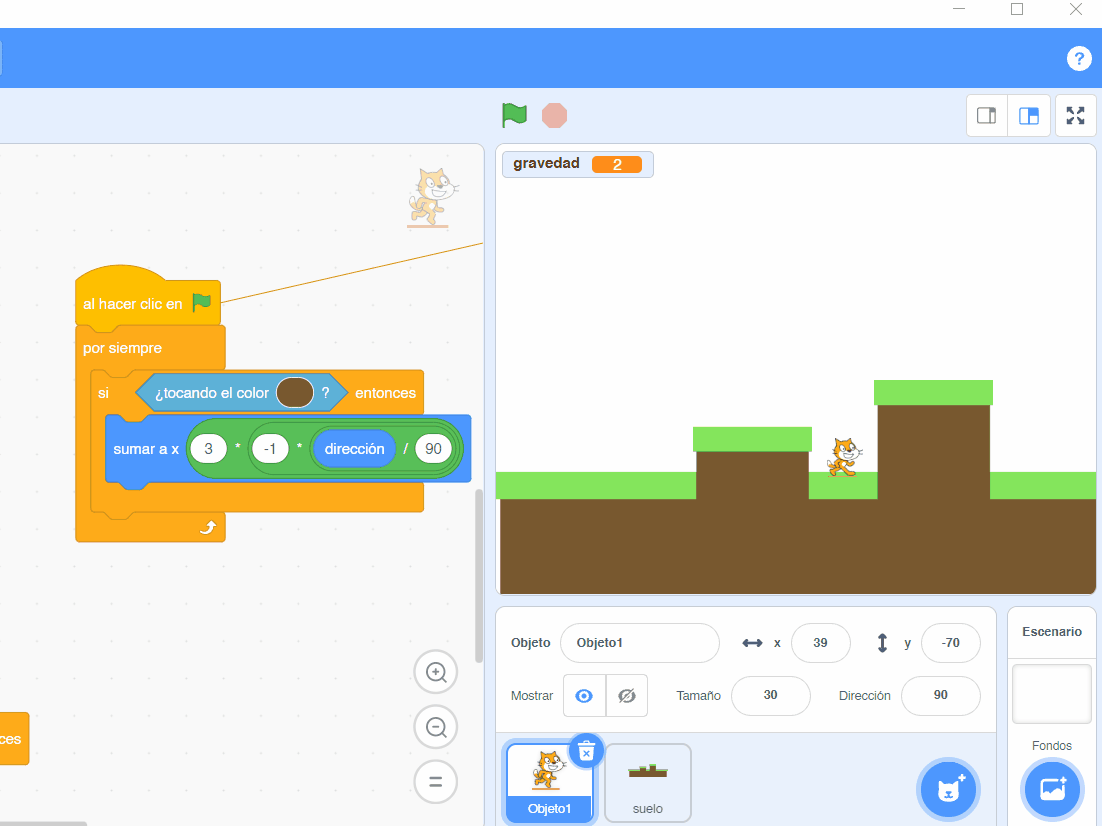 ?
gravedad 2
al hacer clic en
por siempre
si ¿tocando el color ? entonces
sumar a x 3 * -1 * dirección / 90
ces
Objeto Objeto1 x 39 y -70
Mostrar Tamaño 30 Dirección 90
Objeto1
suelo
Escenario
Fondos